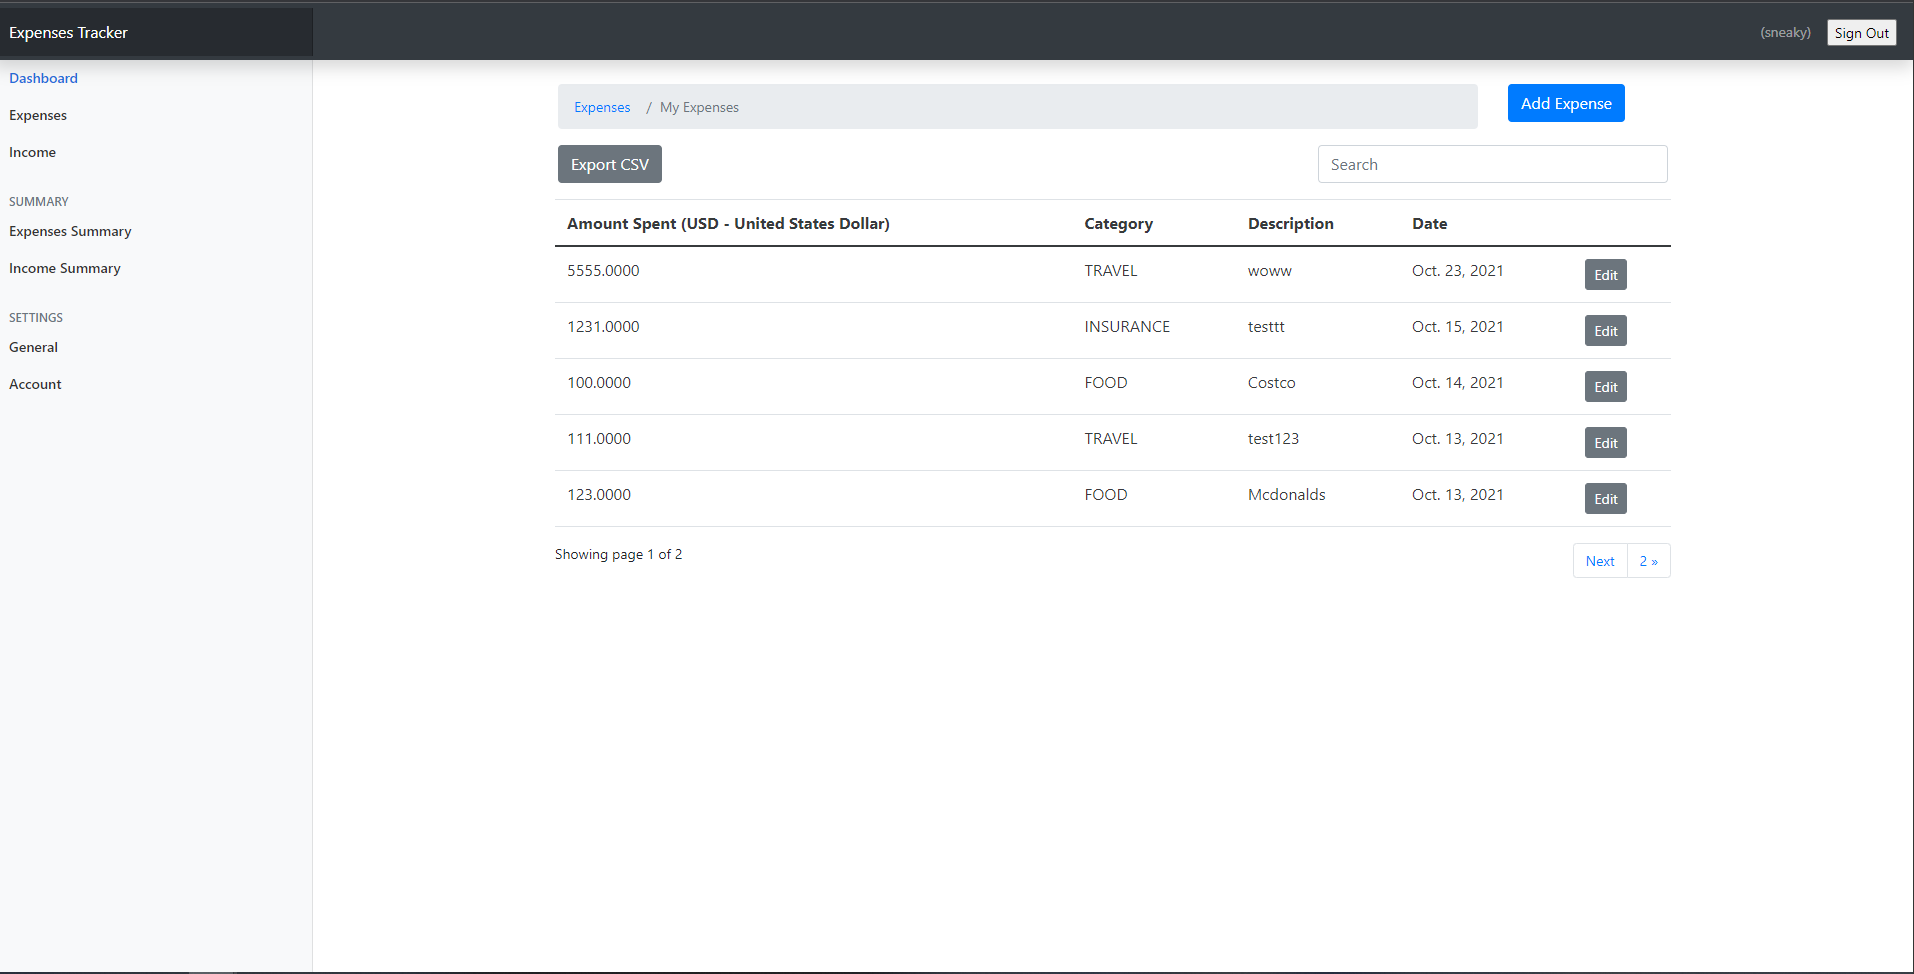 Expenses Tracker
(sneaky) Sign Out
Dashboard
Expenses
Income
SUMMARY
Expenses Summary
Income Summary
SETTINGS
General
Account
Expenses / My Expenses
Add Expense
Export CSV
Search
Amount Spent (USD - United States Dollar) Category Description Date
5555.0000 TRAVEL woww Oct. 23, 2021 Edit
1231.0000 INSURANCE testtt Oct. 15, 2021 Edit
100.0000 FOOD Costco Oct. 14, 2021 Edit
111.0000 TRAVEL test123 Oct. 13, 2021 Edit
123.0000 FOOD Mcdonalds Oct. 13, 2021 Edit
Showing page 1 of 2
Next 2 »